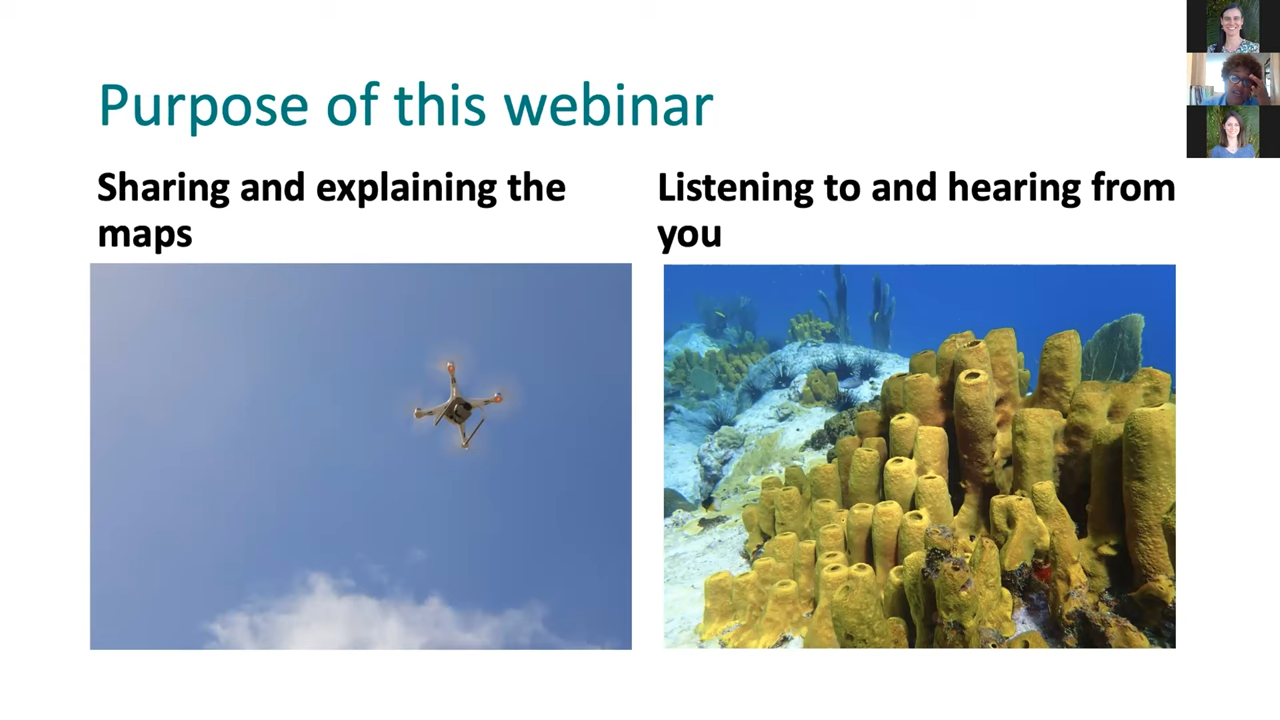 Purpose of this webinar
Sharing and explaining the
maps
Listening to and hearing from
you